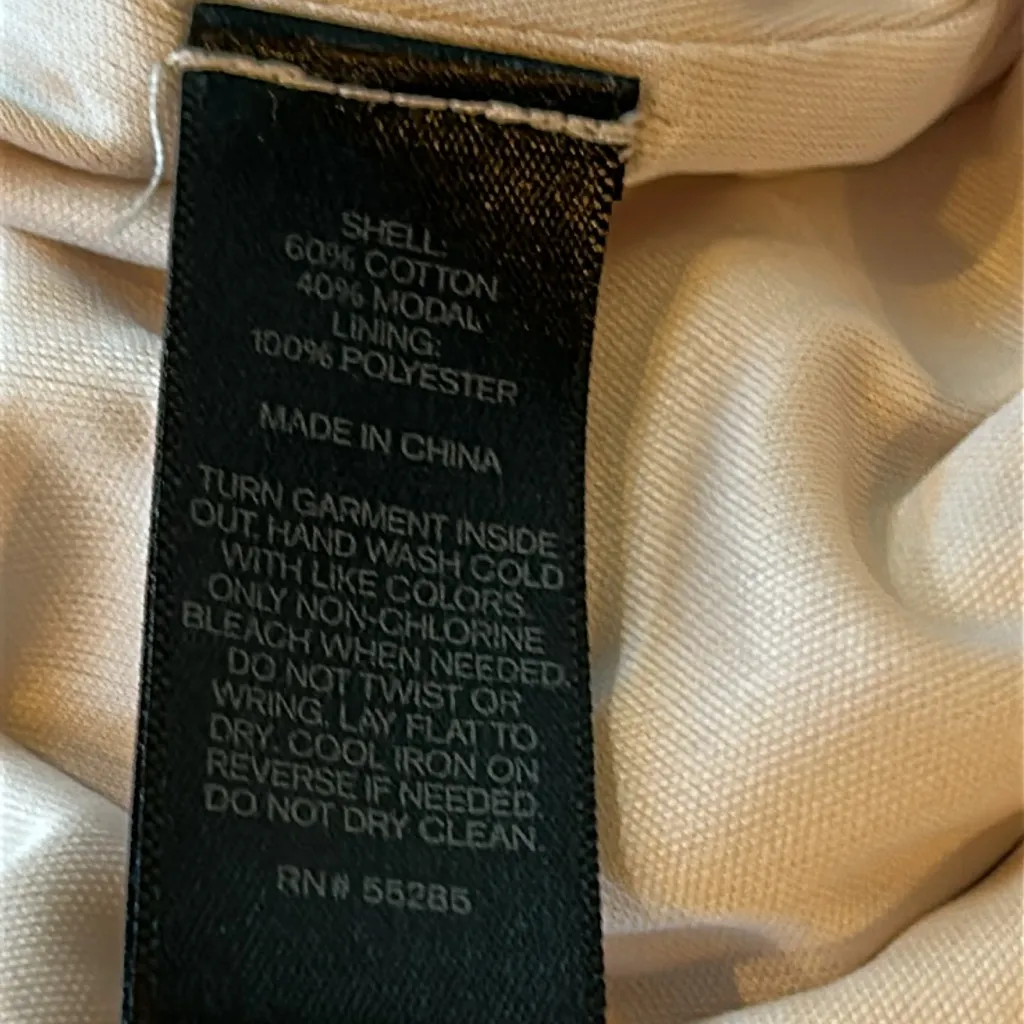 SHELL:
60% COTTON
40% MODAL
LINING:
100% POLYESTER
MADE IN CHINA
TURN GARMENT INSIDE
OUT. HAND WASH COLD
WITH LIKE COLORS.
ONLY NON-CHLORINE
BLEACH WHEN NEEDED.
DO NOT TWIST OR
WRING. LAY FLAT TO
DRY. COOL IRON ON
REVERSE IF NEEDED.
DO NOT DRY CLEAN.
RN# 55285